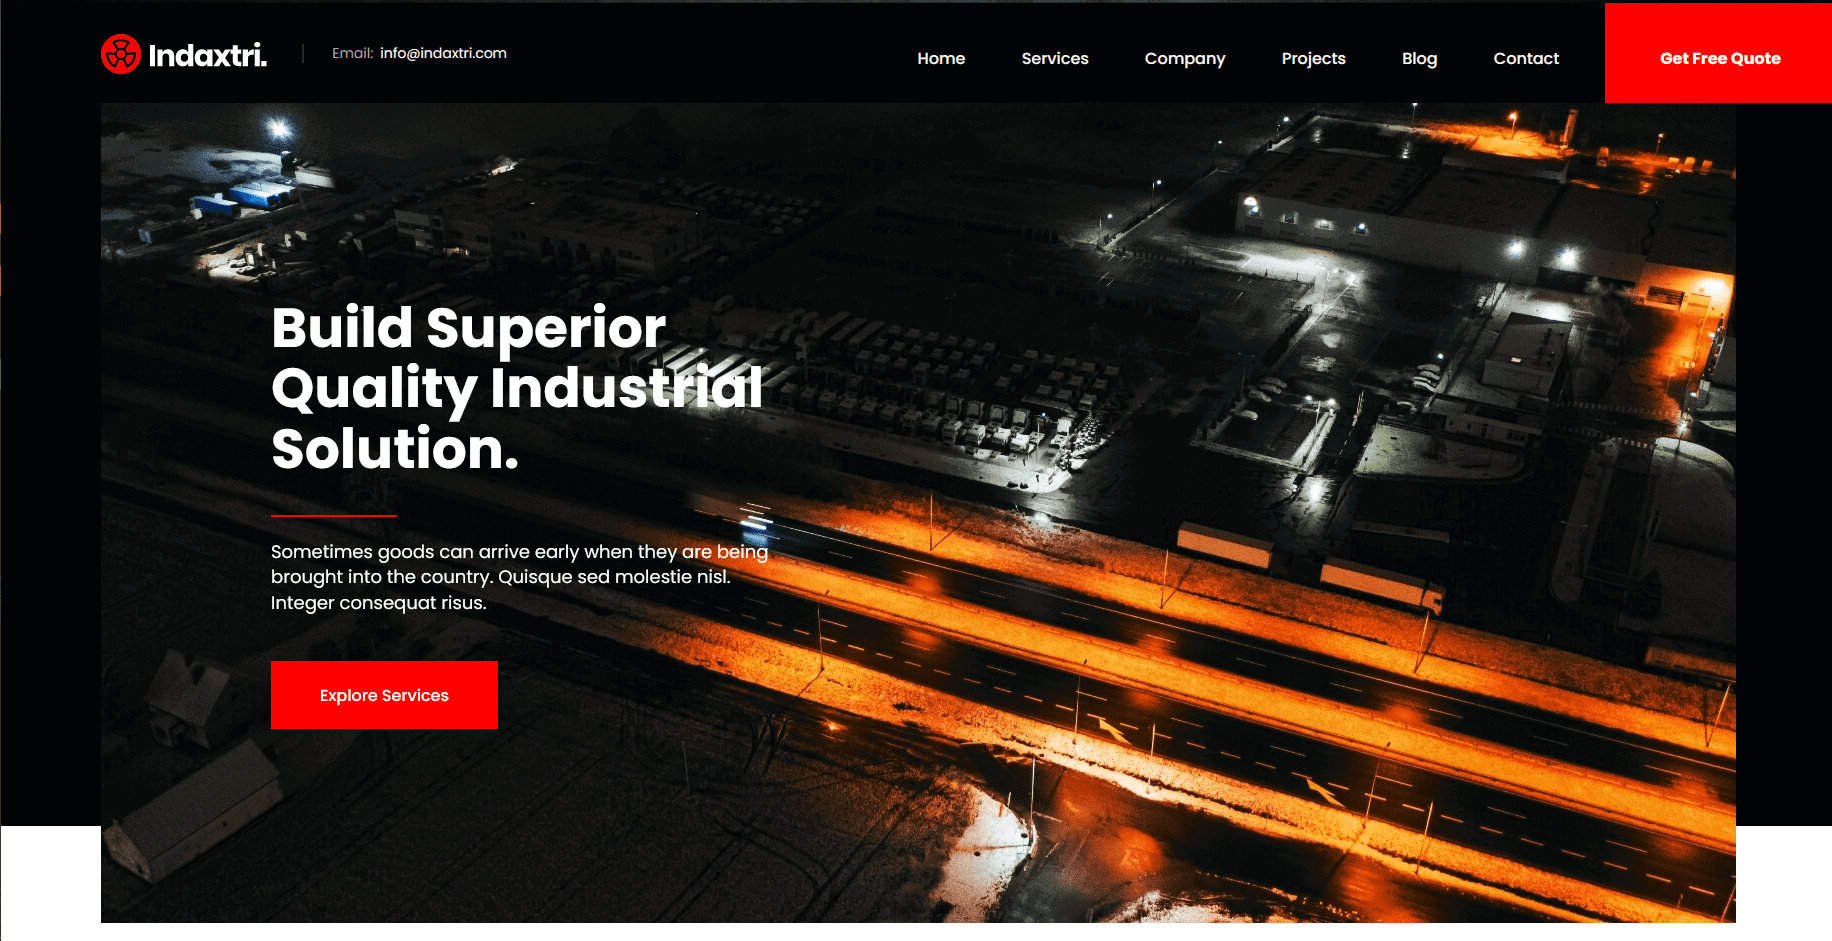 Indaxtri.
Email: info@indaxtri.com
Home
Services
Company
Projects
Blog
Contact
Get Free Quote
Build Superior
Quality Industrial
Solution.
Sometimes goods can arrive early when they are being
brought into the country. Quisque sed molestie nisl.
Integer consequat risus.
Explore Services